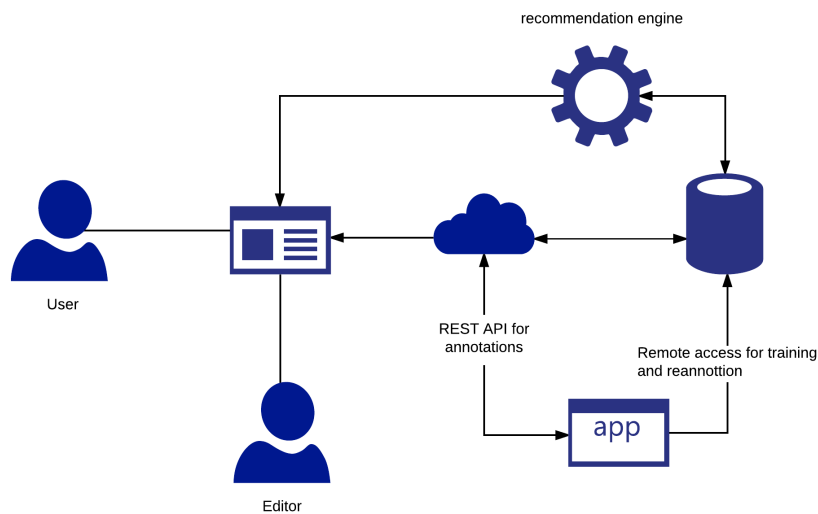 recommendation engine
User
REST API for
annotations
Remote access for training
and reannottion
app
Editor